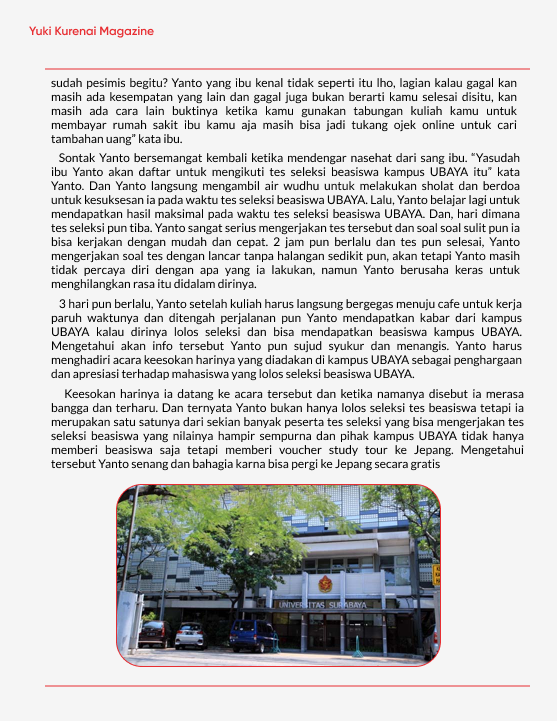 Yuki Kurenai Magazine
sudah pesimis begitu? Yanto yang ibu kenal tidak seperti itu lho, lagian kalau gagal kan
masih ada kesempatan yang lain dan gagal juga bukan berarti kamu selesai disitu, kan
masih ada cara lain buktinya ketika kamu gunakan tabungan kuliah kamu untuk
membayar rumah sakit ibu kamu aja masih bisa jadi tukang ojek online untuk cari
tambahan uang” kata ibu.
Sontak Yanto bersemangat kembali ketika mendengar nasehat dari sang ibu. “Yasudah
ibu Yanto akan daftar untuk mengikuti tes seleksi beasiswa kampus UBAYA itu” kata
Yanto. Dan Yanto langsung mengambil air wudhu untuk melakukan sholat dan berdoa
untuk kesuksesan ia pada waktu tes seleksi beasiswa UBAYA. Lalu, Yanto belajar lagi untuk
mendapatkan hasil maksimal pada waktu tes seleksi beasiswa UBAYA. Dan, hari dimana
tes seleksi pun tiba. Yanto sangat serius mengerjakan tes tersebut dan soal soal sulit pun ia
bisa kerjakan dengan mudah dan cepat. 2 jam pun berlalu dan tes pun selesai, Yanto
mengerjakan soal tes dengan lancar tanpa halangan sedikit pun, akan tetapi Yanto masih
tidak percaya diri dengan apa yang ia lakukan, namun Yanto berusaha keras untuk
menghilangkan rasa itu didalam dirinya.
3 hari pun berlalu, Yanto setelah kuliah harus langsung bergegas menuju cafe untuk kerja
paruh waktunya dan ditengah perjalanan pun Yanto mendapatkan kabar dari kampus
UBAYA kalau dirinya lolos seleksi dan bisa mendapatkan beasiswa kampus UBAYA.
Mengetahui akan info tersebut Yanto pun sujud syukur dan menangis. Yanto harus
menghadiri acara keesokan harinya yang diadakan di kampus UBAYA sebagai penghargaan
dan apresiasi terhadap mahasiswa yang lolos seleksi beasiswa UBAYA.
Keesokan harinya ia datang ke acara tersebut dan ketika namanya disebut ia merasa
bangga dan terharu. Dan ternyata Yanto bukan hanya lolos seleksi tes beasiswa tetapi ia
merupakan satu satunya dari sekian banyak peserta tes seleksi yang bisa mengerjakan tes
seleksi beasiswa yang nilainya hampir sempurna dan pihak kampus UBAYA tidak hanya
memberi beasiswa saja tetapi memberi voucher study tour ke Jepang. Mengetahui
tersebut Yanto senang dan bahagia karna bisa pergi ke Jepang secara gratis
UNIVERSITAS SURABAYA